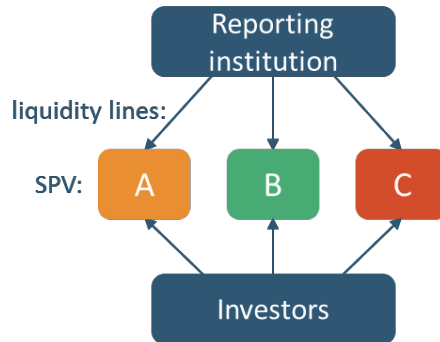 Reporting
institution
liquidity lines:
SPV:
A
B
C
Investors